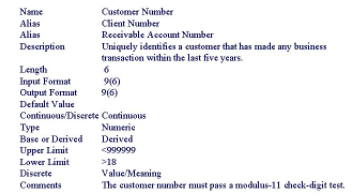 Name Customer Number
Alias Client Number
Alias Receivable Account Number
Description Uniquely identifies a customer that has made any business
transaction within the last five years.
Length 6
Input Format 9(6)
Output Format 9(6)
Default Value
Continuous/Discrete Continuous
Type Numeric
Base or Derived Derived
Upper Limit <999999
Lower Limit >18
Discrete Value/Meaning
Comments The customer number must pass a modulus-11 check-digit test.